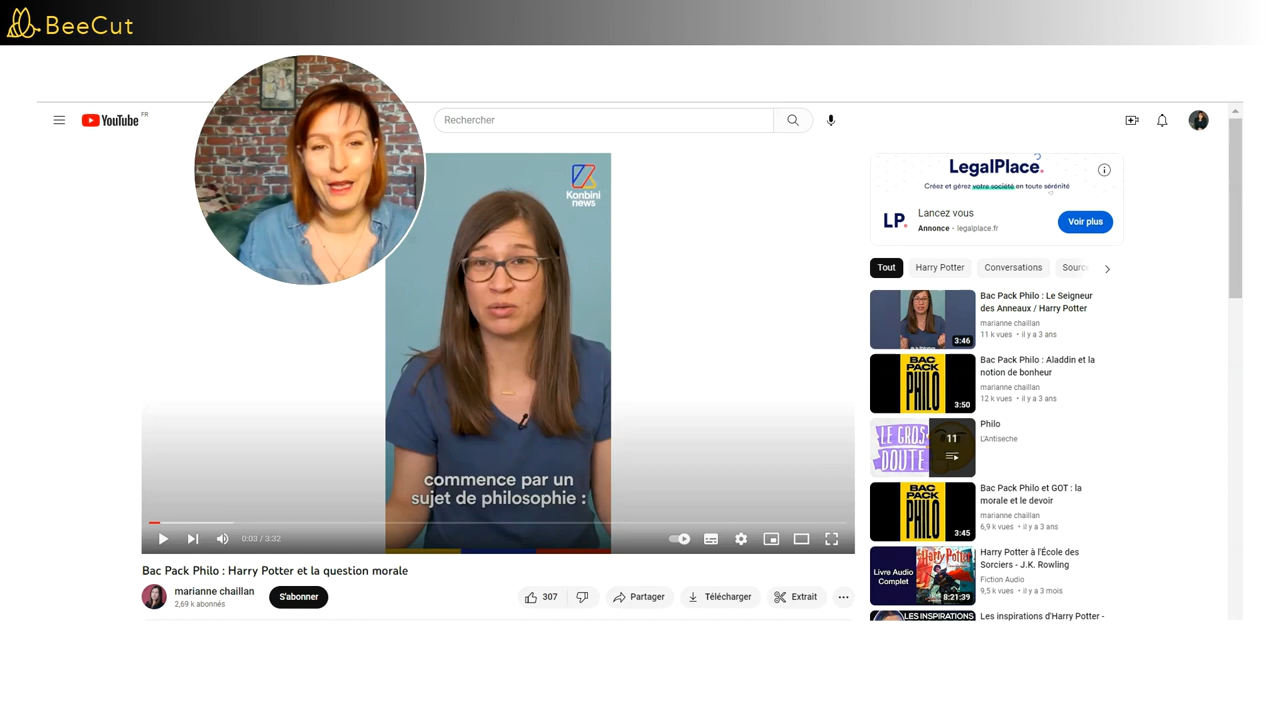 BeeCut
YouTube FR
Rechercher
Konbini
news
commence par un
sujet de philosophie :
0:03 / 3:32
Bac Pack Philo : Harry Potter et la question morale
marianne chaillan
2,69 k abonnés
S'abonner
307
Partager
Télécharger
Extrait
LegalPlace.
Créez et gérez votre société en toute sérénité
LP.
Lancez vous
Annonce · legalplace.fr
Voir plus
Tout
Harry Potter
Conversations
Sourc
3:46
Bac Pack Philo : Le Seigneur
des Anneaux / Harry Potter
marianne chaillan
11 k vues • il y a 3 ans
BAC
PACK
PHILO
3:50
Bac Pack Philo : Aladdin et la
notion de bonheur
marianne chaillan
12 k vues • il y a 3 ans
LE GROS
DOUTE
11
Philo
L'Antiseche
BAC
PACK
PHILO
3:45
Bac Pack Philo et GOT : la
morale et le devoir
marianne chaillan
6,9 k vues • il y a 3 ans
Livre Audio
Complet
Harry Potter
8:21:39
Harry Potter à l'École des
Sorciers - J.K. Rowling
Fiction Audio
9,5 k vues • il y a 3 mois
LES INSPIRATIONS
Les inspirations d'Harry Potter -